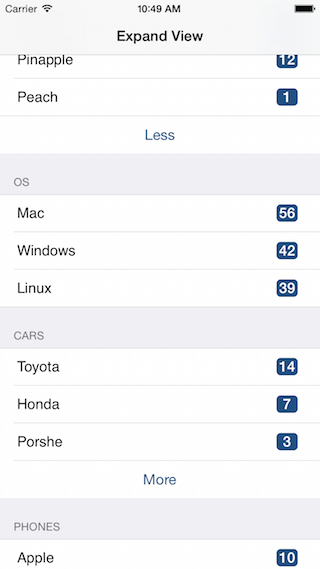 Carrier 10:49 AM
Expand View
Pinapple 12
Peach 1
Less
OS
Mac 56
Windows 42
Linux 39
CARS
Toyota 14
Honda 7
Porshe 3
More
PHONES
Apple 10